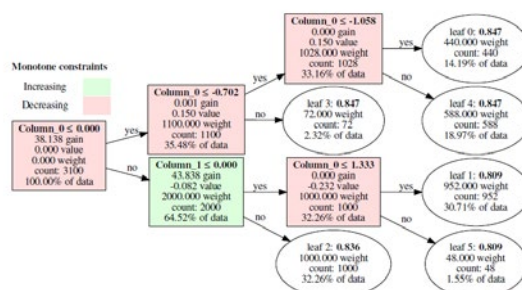 Monotone constraints
Increasing
Decreasing
Column_0 ≤ 0.000
38.138 gain
0.000 value
0.000 weight
count: 3100
100.00% of data
yes
no
Column_0 ≤ -0.702
0.001 gain
0.150 value
1100.000 weight
count: 1100
35.48% of data
yes
no
Column_1 ≤ 0.000
43.838 gain
-0.082 value
2000.000 weight
count: 2000
64.52% of data
yes
no
Column_0 ≤ -1.058
0.000 gain
0.150 value
1028.000 weight
count: 1028
33.16% of data
yes
no
leaf 3: 0.847
72.000 weight
count: 72
2.32% of data
Column_0 ≤ 1.333
0.000 gain
-0.232 value
1000.000 weight
count: 1000
32.26% of data
yes
no
leaf 2: 0.836
1000.000 weight
count: 1000
32.26% of data
leaf 0: 0.847
440.000 weight
count: 440
14.19% of data
leaf 4: 0.847
588.000 weight
count: 588
18.97% of data
leaf 1: 0.809
952.000 weight
count: 952
30.71% of data
leaf 5: 0.809
48.000 weight
count: 48
1.55% of data